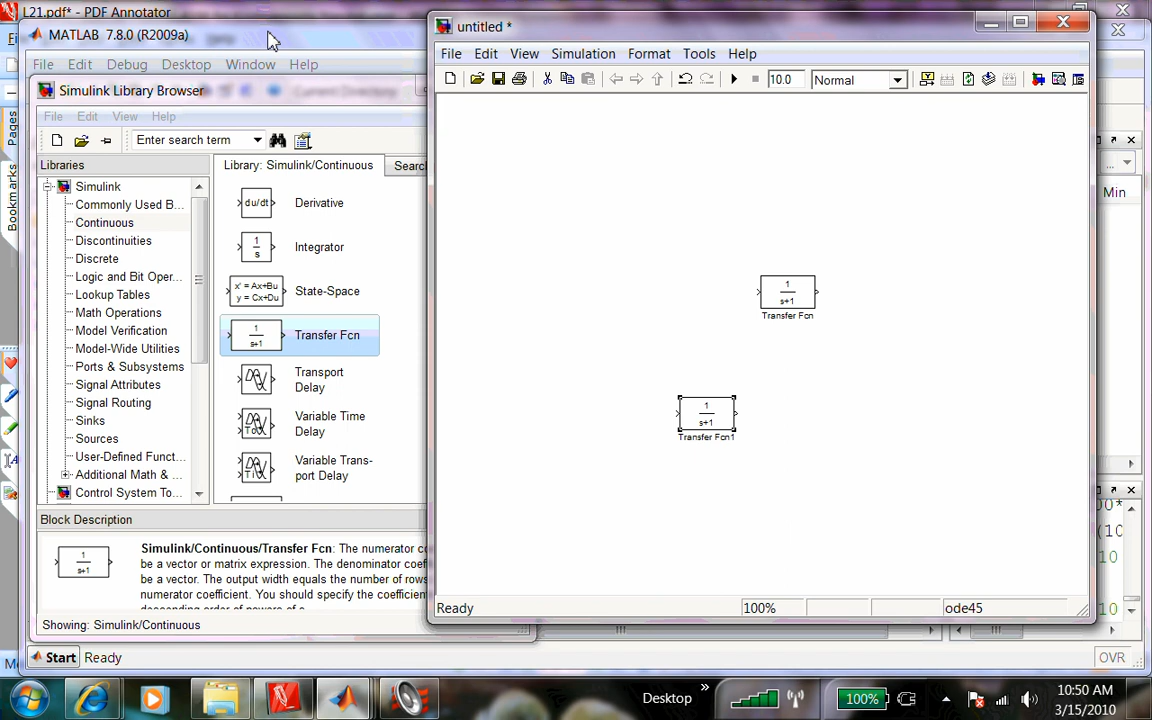 L21.pdf* - PDF Annotator
MATLAB 7.8.0 (R2009a)
File Edit Debug Desktop Window Help
Simulink Library Browser
File Edit View Help
Enter search term
Libraries
Library: Simulink/Continuous
Simulink
Commonly Used B...
Continuous
Discontinuities
Discrete
Logic and Bit Oper...
Lookup Tables
Math Operations
Model Verification
Model-Wide Utilities
Ports & Subsystems
Signal Attributes
Signal Routing
Sinks
Sources
User-Defined Funct...
Additional Math & ...
Control System To...
du/dt Derivative
1
s
Integrator
x' = Ax+Bu
y = Cx+Du
State-Space
1
s+1
Transfer Fcn
Transport
Delay
Variable Time
Delay
Variable Trans-
port Delay
Block Description
1
s+1
Simulink/Continuous/Transfer Fcn: The numerator
be a vector or matrix expression. The denominator
be a vector. The output width equals the number of rows
numerator coefficient. You should specify the
Showing: Simulink/Continuous
untitled *
File Edit View Simulation Format Tools Help
10.0 Normal
1
s+1
Transfer Fcn
1
s+1
Transfer Fcn1
Ready 100% ode45
Pages
Bookmarks
Min
Start Ready
OVR
Desktop »
100%
10:50 AM
3/15/2010